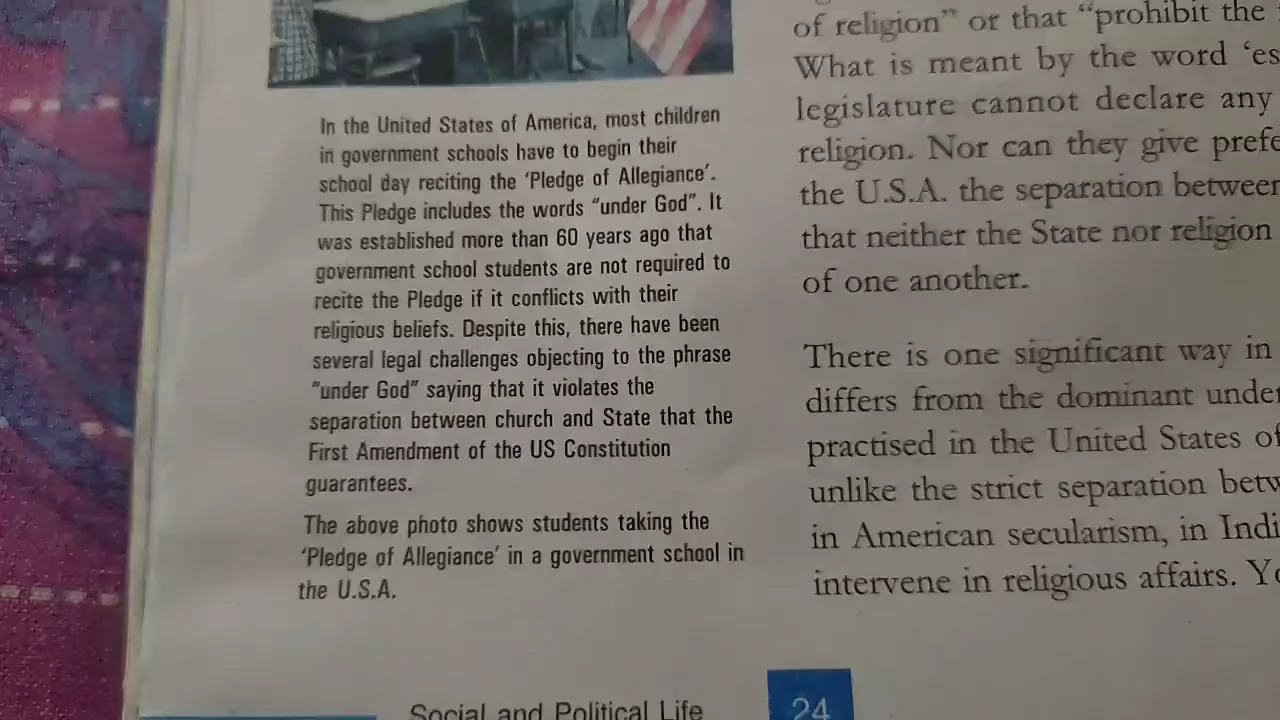 In the United States of America, most children
in government schools have to begin their
school day reciting the ‘Pledge of Allegiance’.
This Pledge includes the words “under God”. It
was established more than 60 years ago that
government school students are not required to
recite the Pledge if it conflicts with their
religious beliefs. Despite this, there have been
several legal challenges objecting to the phrase
“under God” saying that it violates the
separation between church and State that the
First Amendment of the US Constitution
guarantees.
The above photo shows students taking the
‘Pledge of Allegiance’ in a government school in
the U.S.A.
of religion” or that “prohibit the
What is meant by the word ‘es
legislature cannot declare any
religion. Nor can they give prefe
the U.S.A. the separation between
that neither the State nor religion
of one another.
There is one significant way in
differs from the dominant under
practised in the United States of
unlike the strict separation betw
in American secularism, in Indi
intervene in religious affairs. Yo
Social and Political Life
24